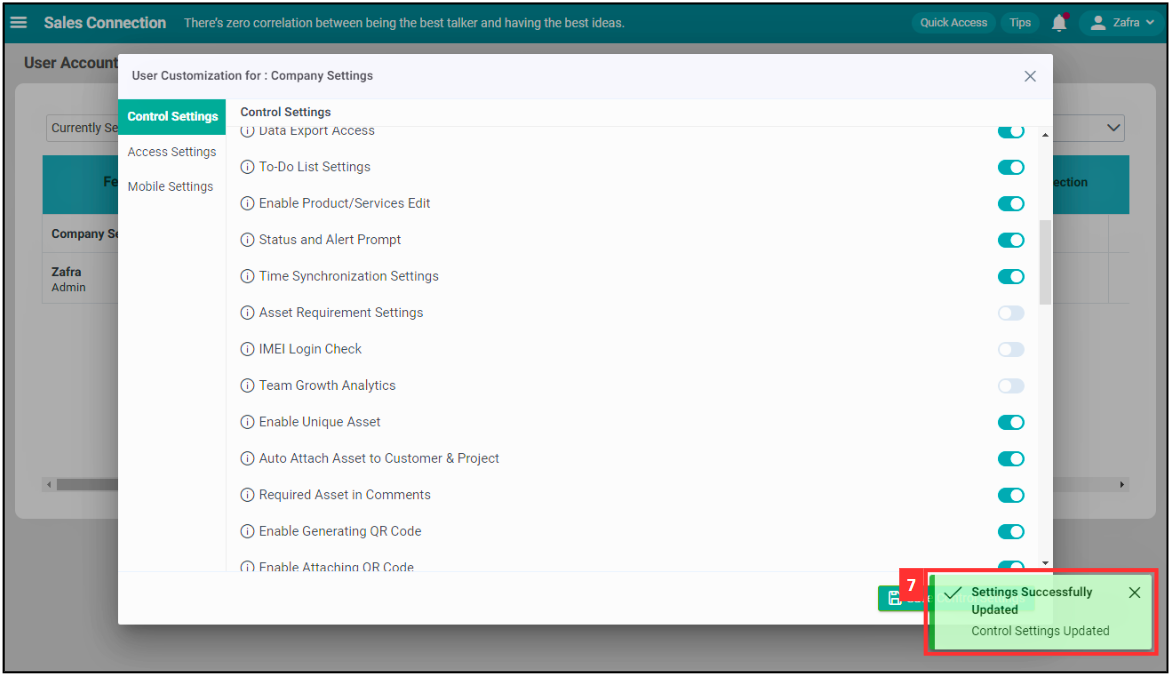 Sales Connection
There's zero correlation between being the best talker and having the best ideas.
Quick Access
Tips
Zafra
User Account
User Customization for : Company Settings
Control Settings
Access Settings
Mobile Settings
Control Settings
Data Export Access
To-Do List Settings
Enable Product/Services Edit
Status and Alert Prompt
Time Synchronization Settings
Asset Requirement Settings
IMEI Login Check
Team Growth Analytics
Enable Unique Asset
Auto Attach Asset to Customer & Project
Required Asset in Comments
Enable Generating QR Code
Enable Attaching QR Code
Currently Se
Fe
ection
Company Se
Zafra
Admin
7
Settings Successfully
Updated
Control Settings Updated